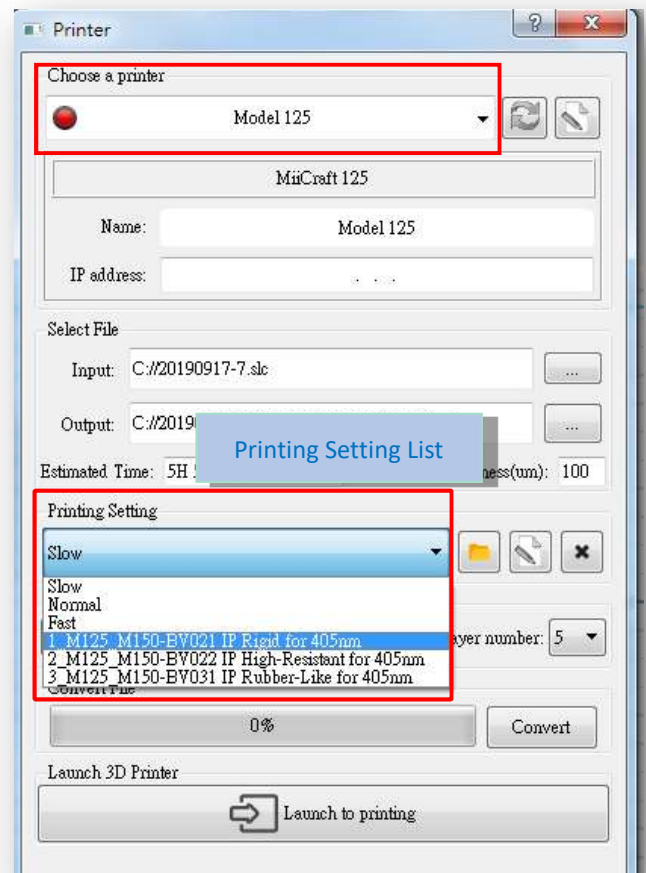 Printer
Choose a printer
Model 125
MiiCraft 125
Name: Model 125
IP address: . . .
Select File
Input: C://20190917-7.slc ...
Output: C://2019 ...
Printing Setting List
Estimated Time: 5H ness(um): 100
Printing Setting
Slow
Slow
Normal
Fast
1_M125_M150-BV021 IP Rigid for 405nm
ayer number: 5
2_M125_M150-BV022 IP High-Resistant for 405nm
3_M125_M150-BV031 IP Rubber-Like for 405nm
Convert File
0% Convert
Launch 3D Printer
Launch to printing